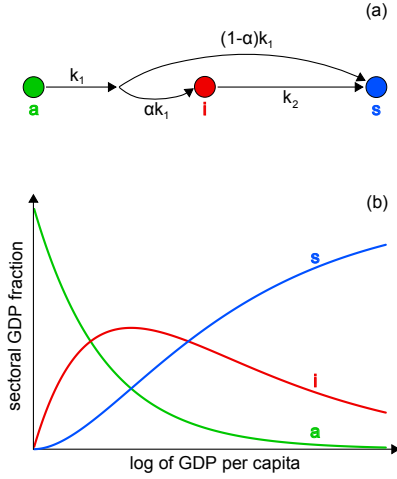 (a)
(1-α)k₁
k₁
a
αk₁
i
k₂
s
(b)
sectoral GDP fraction
s
i
a
log of GDP per capita